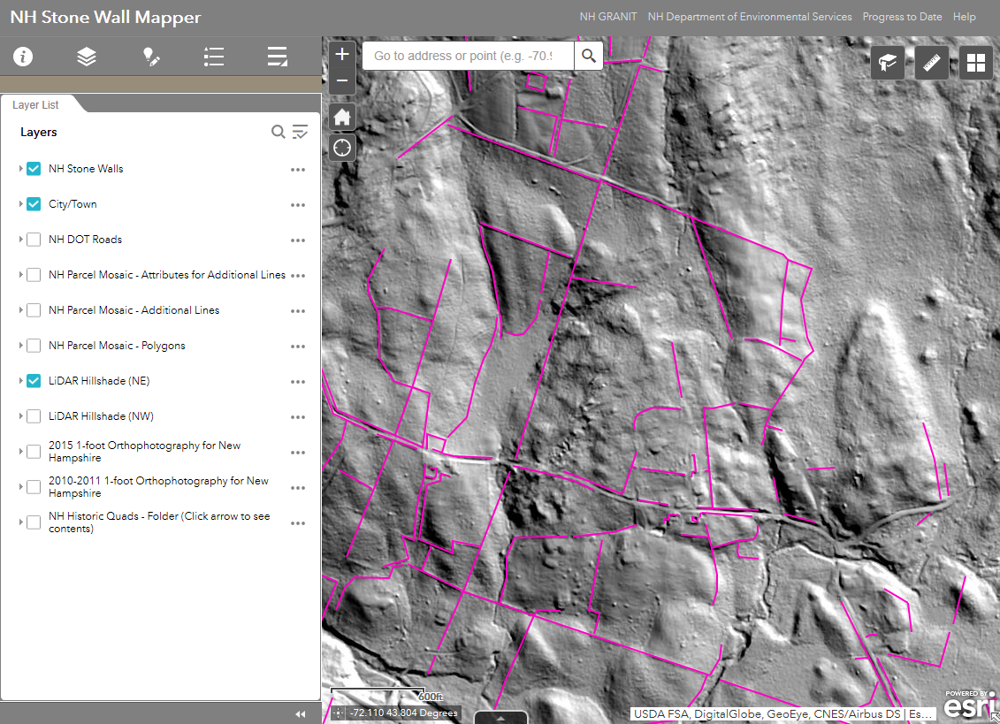 NH Stone Wall Mapper
NH GRANIT NH Department of Environmental Services Progress to Date Help
Go to address or point (e.g. -70.9
Layer List
Layers
NH Stone Walls
City/Town
NH DOT Roads
NH Parcel Mosaic - Attributes for Additional Lines
NH Parcel Mosaic - Additional Lines
NH Parcel Mosaic - Polygons
LiDAR Hillshade (NE)
LiDAR Hillshade (NW)
2015 1-foot Orthophotography for New
Hampshire
2010-2011 1-foot Orthophotography for New
Hampshire
NH Historic Quads - Folder (Click arrow to see
contents)
600ft
-72.110 43.804 Degrees
USDA FSA, DigitalGlobe, GeoEye, CNES/Airbus DS | Es...
POWERED BY
esri